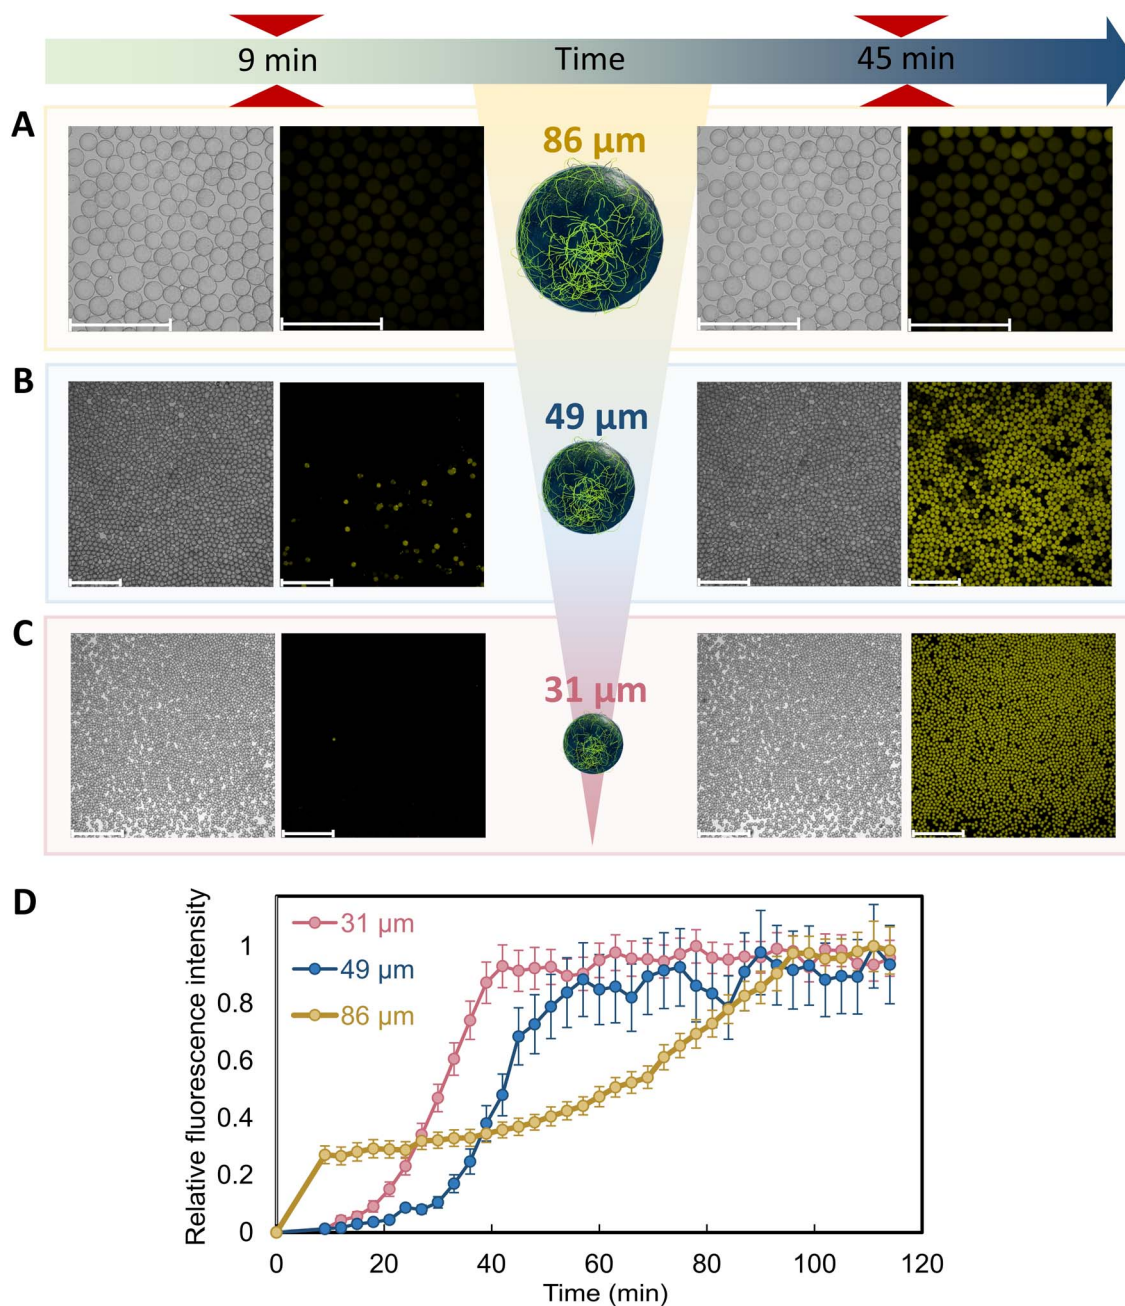 9 min Time 45 min
A
86 µm
B
49 µm
C
31 µm
D
Relative fluorescence intensity
1
0.8
0.6
0.4
0.2
0
31 µm
49 µm
86 µm
0 20 40 60 80 100 120
Time (min)